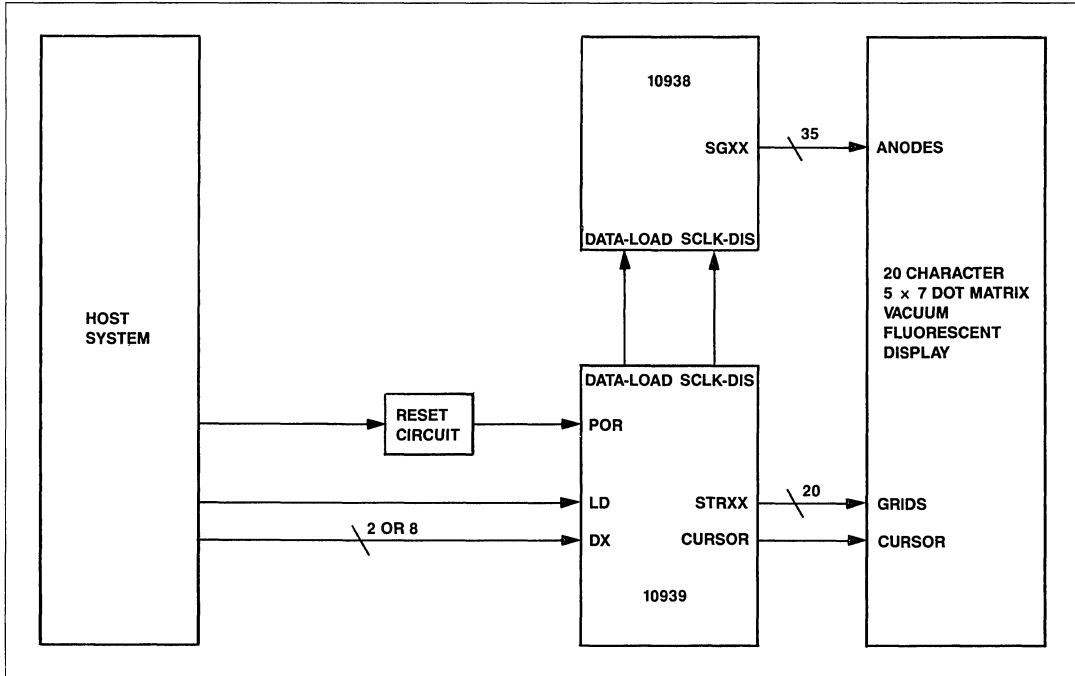 HOST
SYSTEM
10938
SGXX
35
ANODES
DATA-LOAD SCLK-DIS
20 CHARACTER
5 × 7 DOT MATRIX
VACUUM
FLUORESCENT
DISPLAY
DATA-LOAD SCLK-DIS
RESET
CIRCUIT
POR
LD
STRXX
20
GRIDS
2 OR 8
DX
CURSOR
CURSOR
10939